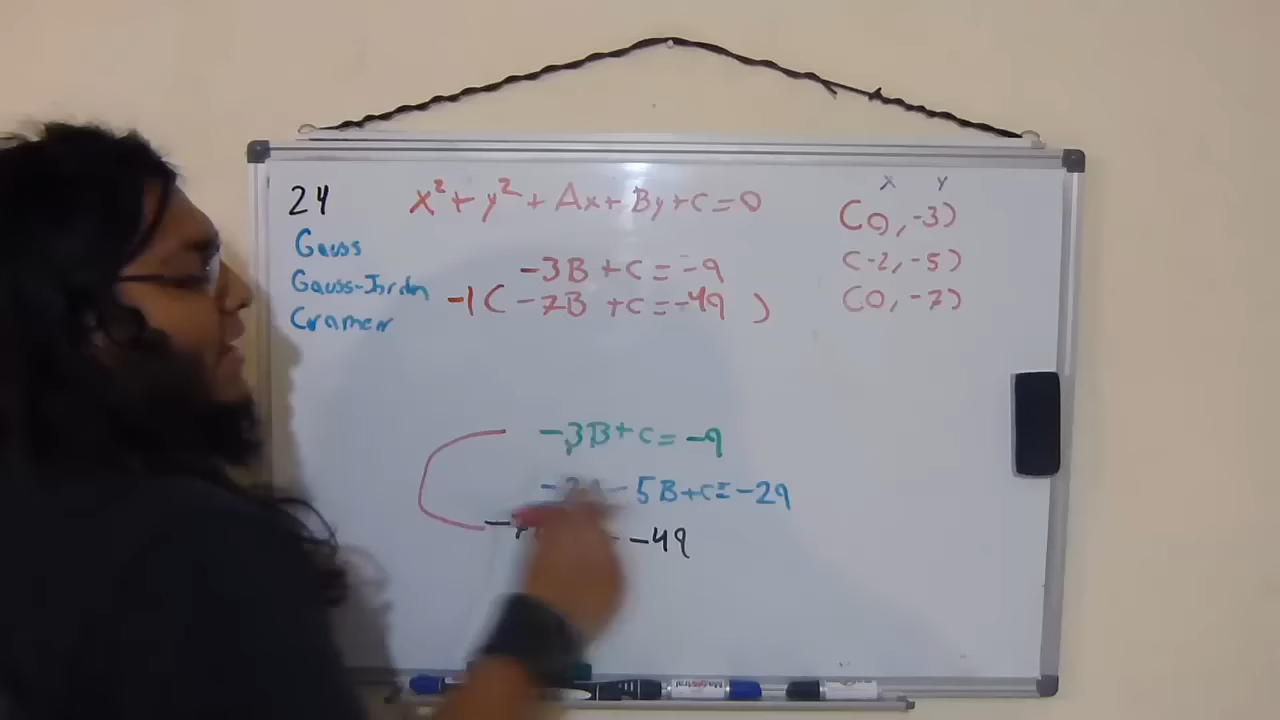 24
x² + y² + Ax + By + C = 0
Gauss
Gauss-Jordan
Cramer
-3B + C = -9
-1( -7B + C = -49 )
x y
(0, -3)
(-2, -5)
(0, -7)
-3B + C = -9
-5B + C = -29
-49
Magistral